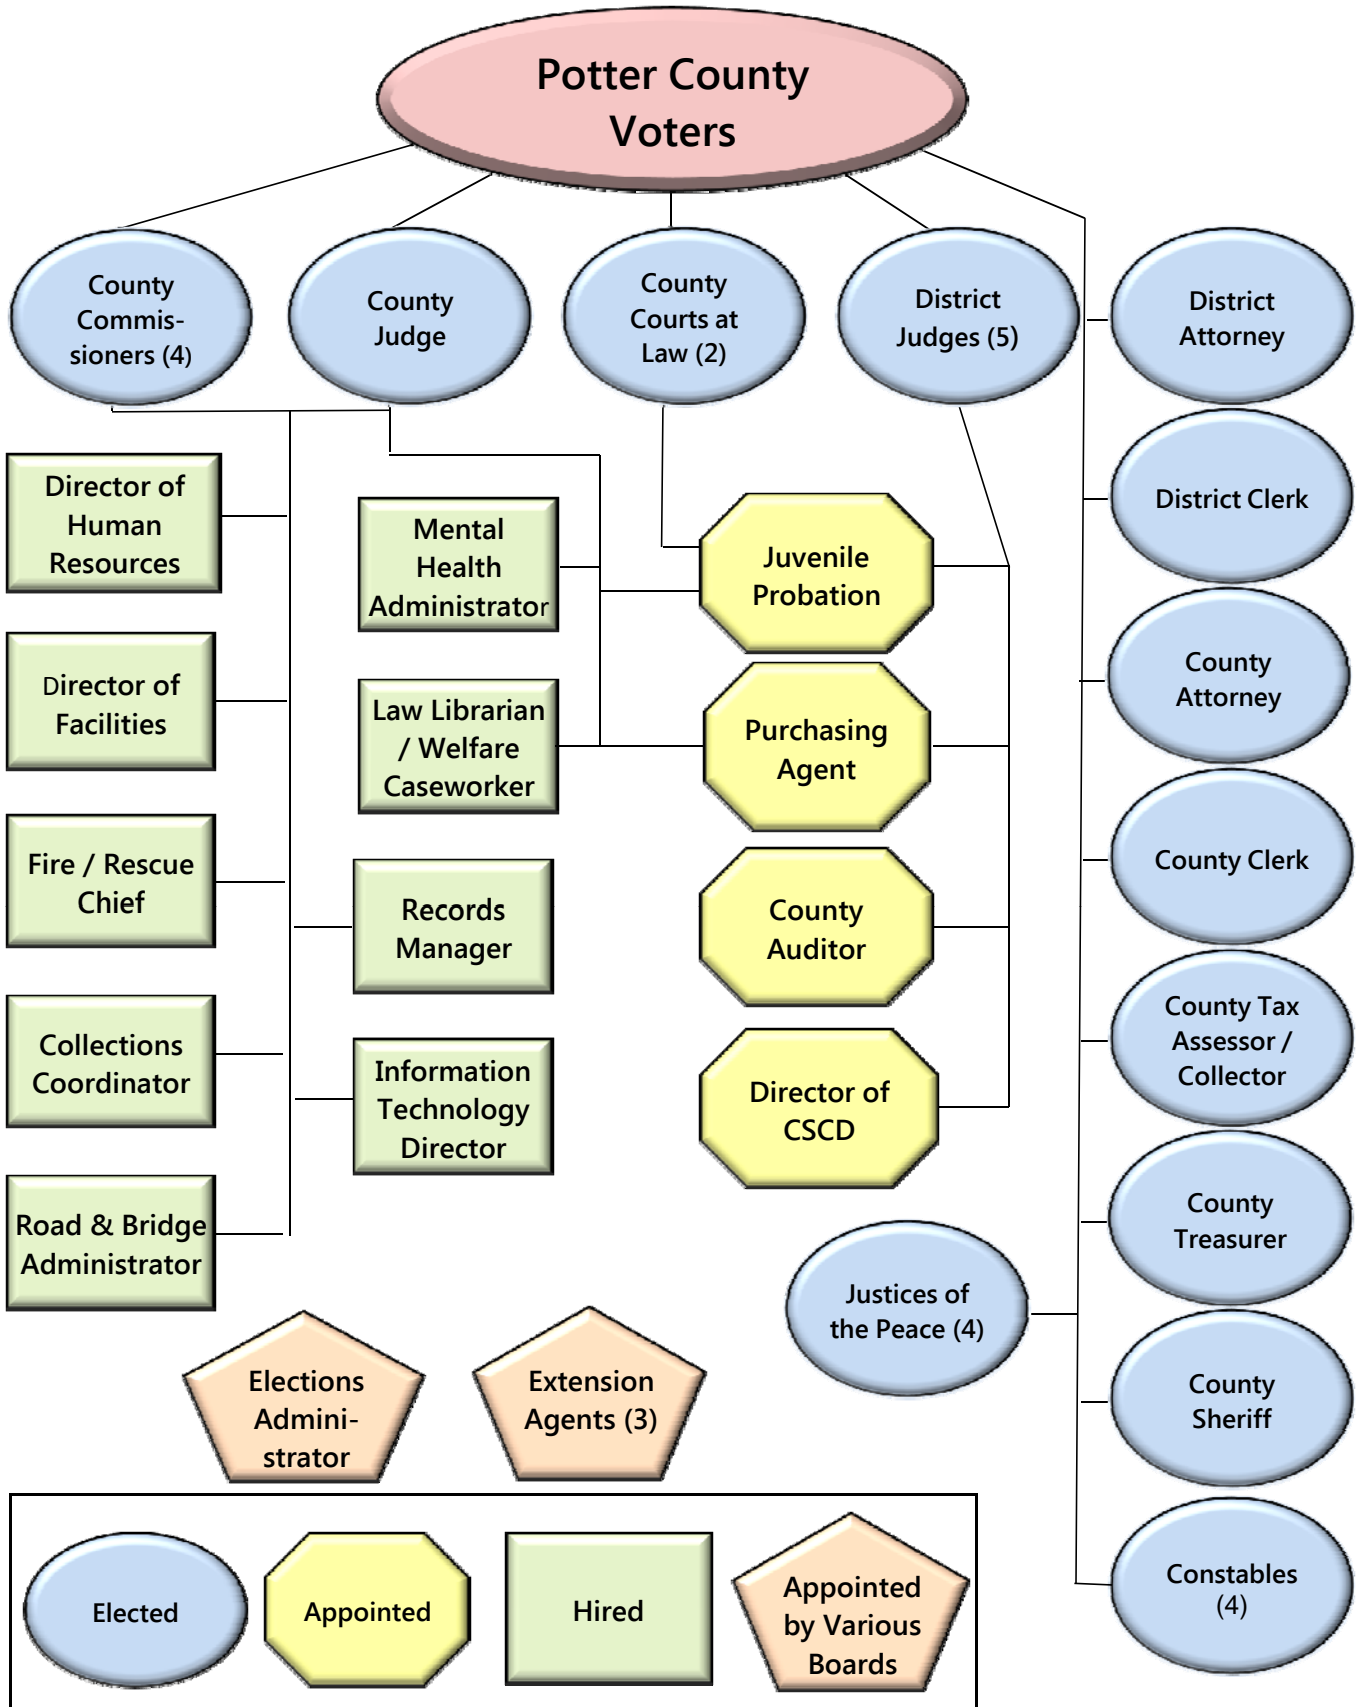 Potter County
Voters
County
Commis-
sioners (4)
County
Judge
County
Courts at
Law (2)
District
Judges (5)
District
Attorney
District Clerk
County
Attorney
County Clerk
County Tax
Assessor /
Collector
County
Treasurer
County
Sheriff
Constables
(4)
Justices of
the Peace (4)
Director of
Human
Resources
Director of
Facilities
Fire / Rescue
Chief
Collections
Coordinator
Road & Bridge
Administrator
Mental
Health
Administrator
Law Librarian
/ Welfare
Caseworker
Records
Manager
Information
Technology
Director
Juvenile
Probation
Purchasing
Agent
County
Auditor
Director of
CSCD
Elections
Admini-
strator
Extension
Agents (3)
Elected
Appointed
Hired
Appointed
by Various
Boards